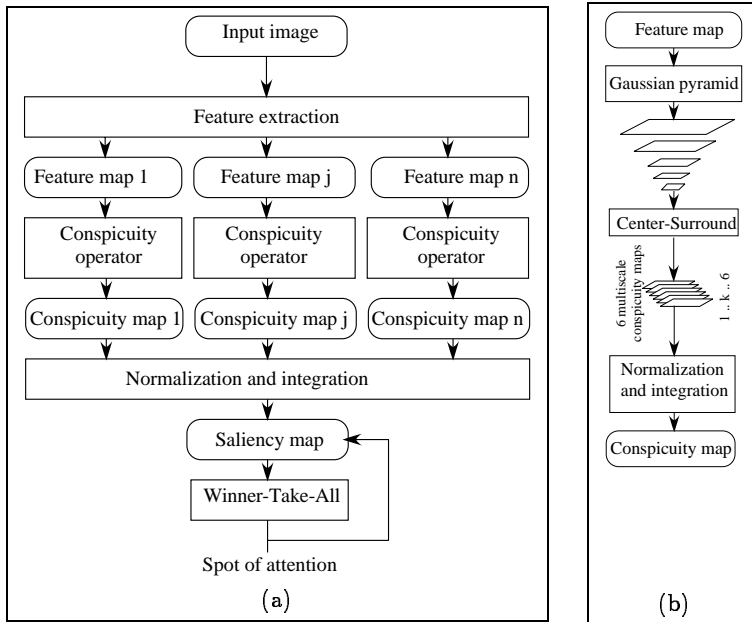 Input image
Feature extraction
Feature map 1
Feature map j
Feature map n
Conspicuity
operator
Conspicuity
operator
Conspicuity
operator
Conspicuity map 1
Conspicuity map j
Conspicuity map n
Normalization and integration
Saliency map
Winner-Take-All
Spot of attention
(a)
Feature map
Gaussian pyramid
Center-Surround
6 multiscale
conspicuity maps
1 .. k .. 6
Normalization
and integration
Conspicuity map
(b)